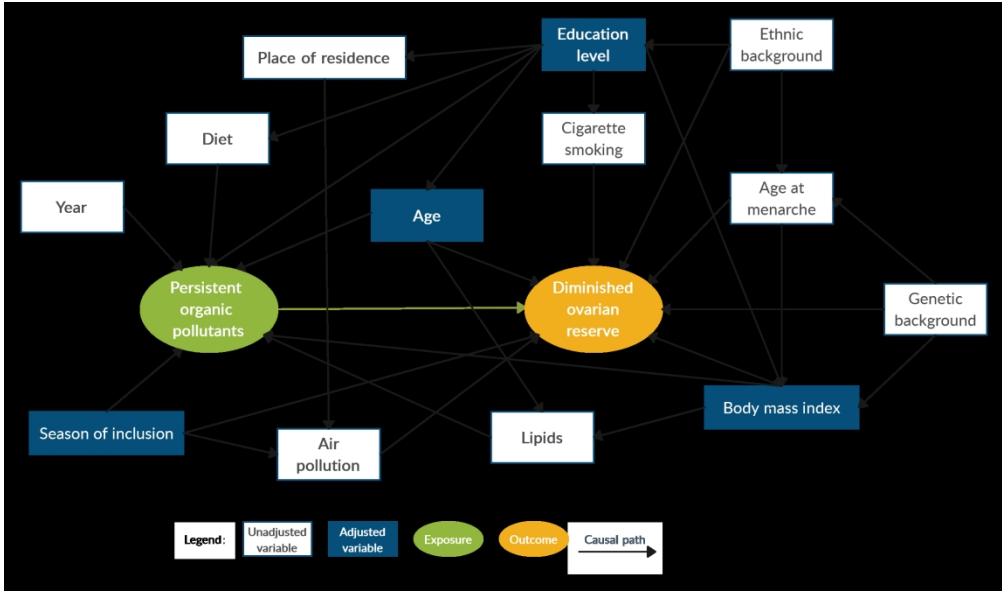 Education
level
Ethnic
background
Place of residence
Diet
Cigarette
smoking
Year
Age
Age at
menarche
Persistent
organic
pollutants
Diminished
ovarian
reserve
Genetic
background
Season of inclusion
Air
pollution
Lipids
Body mass index
Legend:
Unadjusted
variable
Adjusted
variable
Exposure
Outcome
Causal path